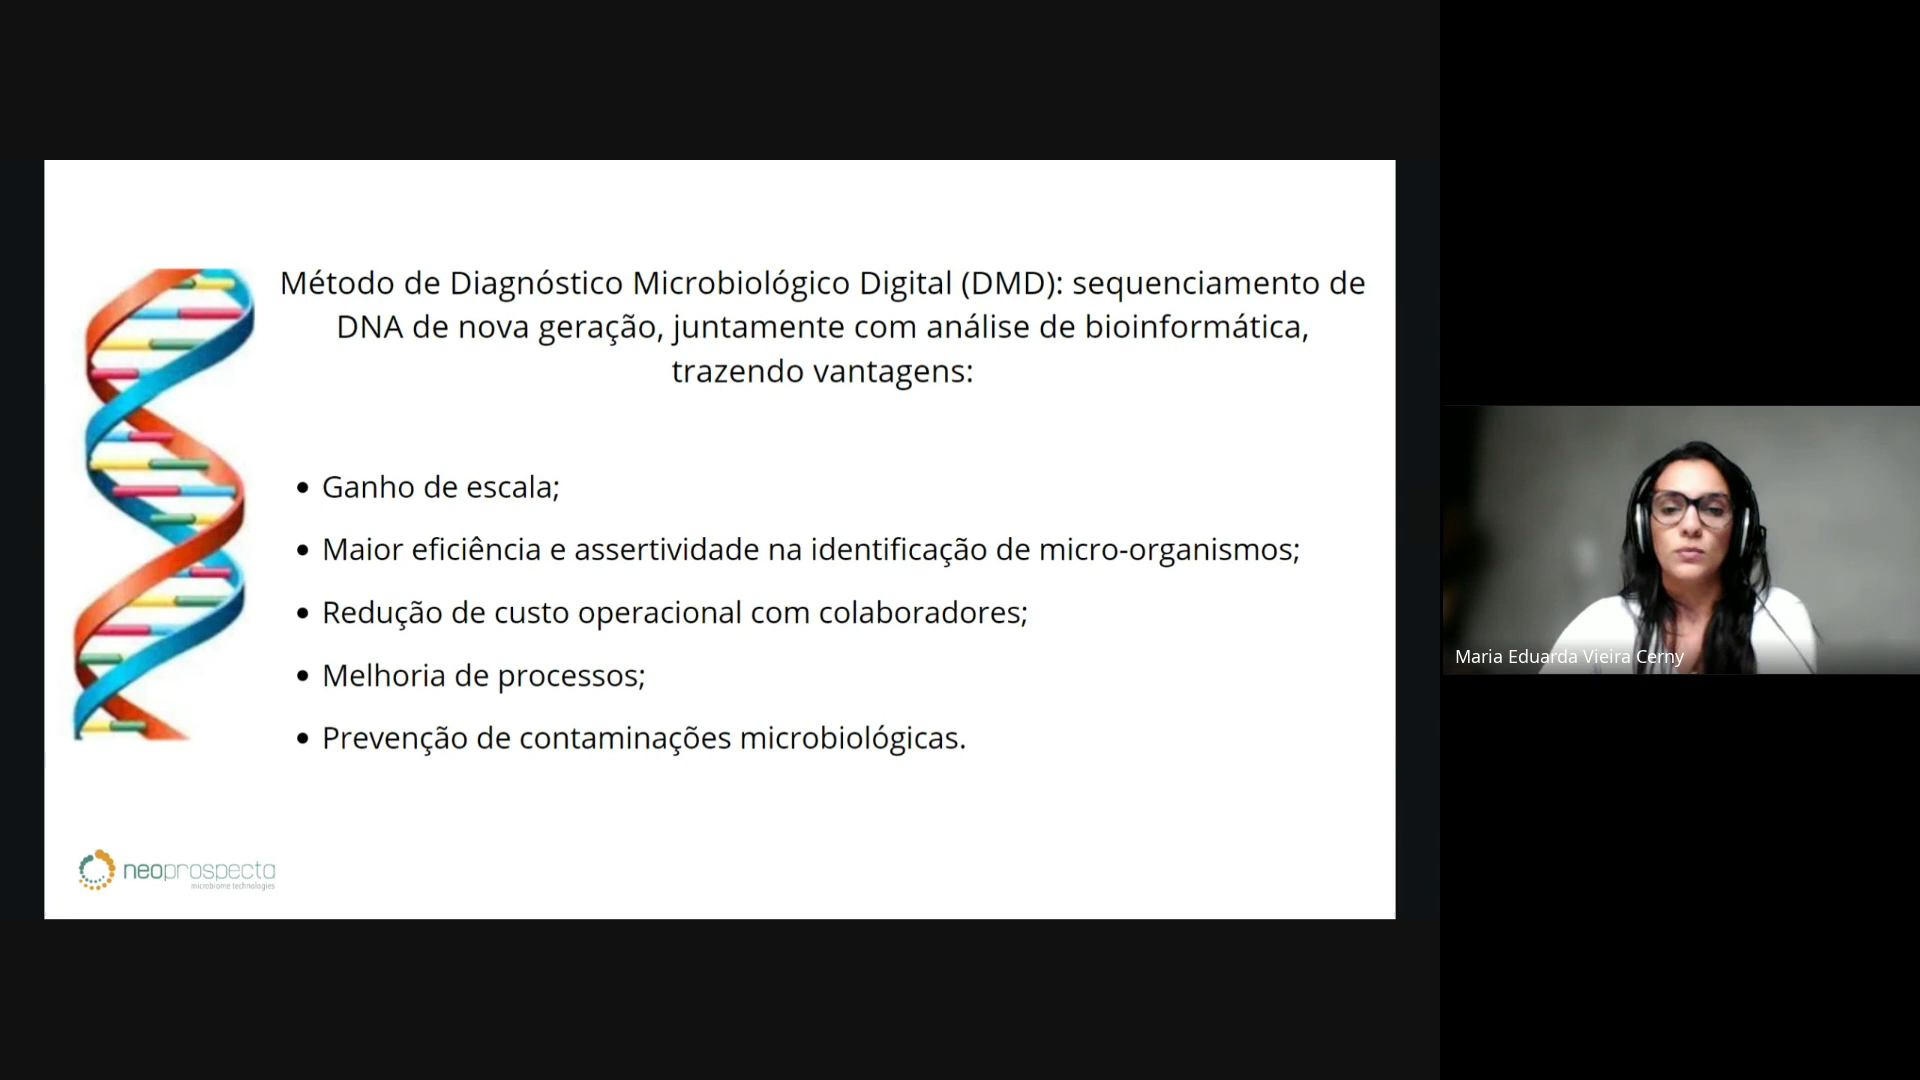 Método de Diagnóstico Microbiológico Digital (DMD): sequenciamento de
DNA de nova geração, juntamente com análise de bioinformática,
trazendo vantagens:
• Ganho de escala;
• Maior eficiência e assertividade na identificação de micro-organismos;
• Redução de custo operacional com colaboradores;
• Melhoria de processos;
• Prevenção de contaminações microbiológicas.
neoprospecta
microbiome technologies
Maria Eduarda Vieira Cerny